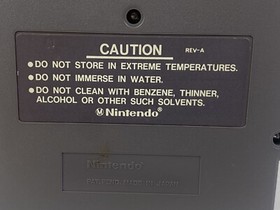 CAUTION REV-A
● DO NOT STORE IN EXTREME TEMPERATURES.
● DO NOT IMMERSE IN WATER.
● DO NOT CLEAN WITH BENZENE, THINNER,
ALCOHOL OR OTHER SUCH SOLVENTS.
Ⓜ Nintendo®
Nintendo